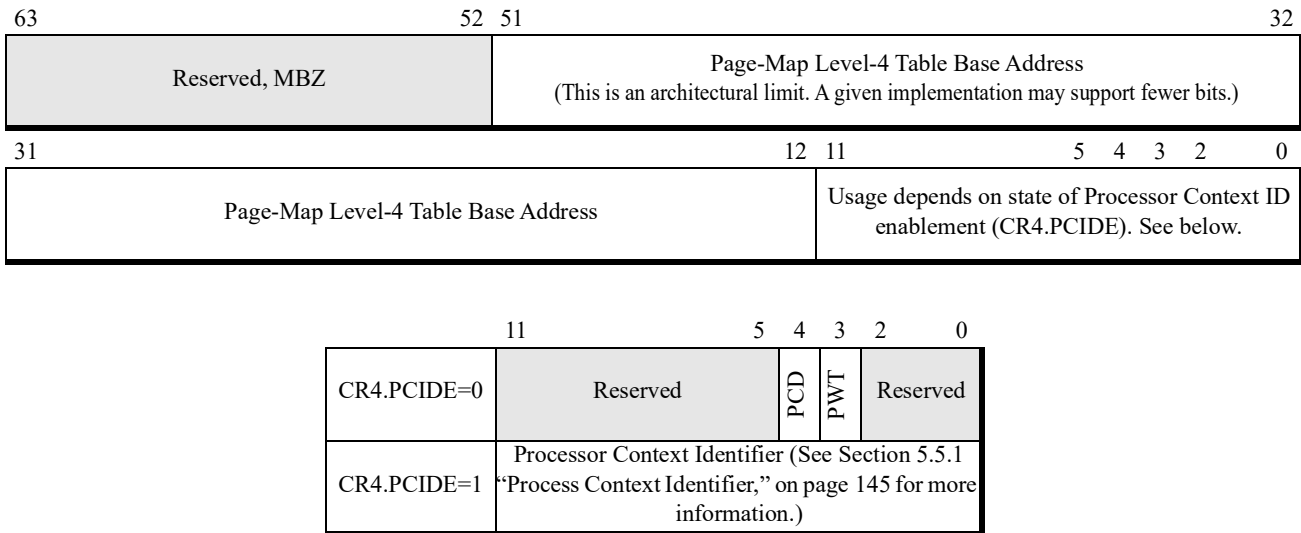 63 52 51 32
Reserved, MBZ
Page-Map Level-4 Table Base Address
(This is an architectural limit. A given implementation may support fewer bits.)
31 12 11 5 4 3 2 0
Page-Map Level-4 Table Base Address
Usage depends on state of Processor Context ID
enablement (CR4.PCIDE). See below.
11 5 4 3 2 0
CR4.PCIDE=0
Reserved
PCD
PWT
Reserved
CR4.PCIDE=1
Processor Context Identifier (See Section 5.5.1
“Process Context Identifier,” on page 145 for more
information.)